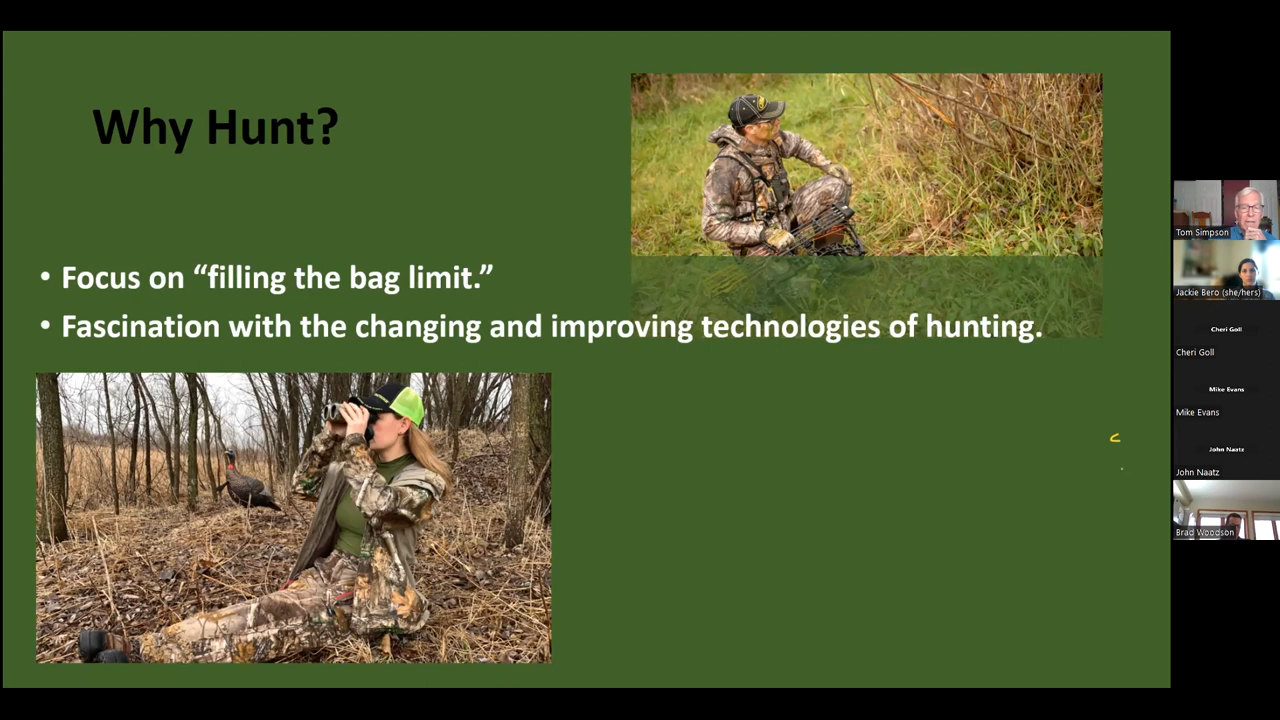 Why Hunt?
• Focus on “filling the bag limit.”
• Fascination with the changing and improving technologies of hunting.
Tom Simpson
Jackie Bero (she/hers)
Cheri Goll
Cheri Goll
Mike Evans
Mike Evans
John Naatz
John Naatz
Brad Woodson